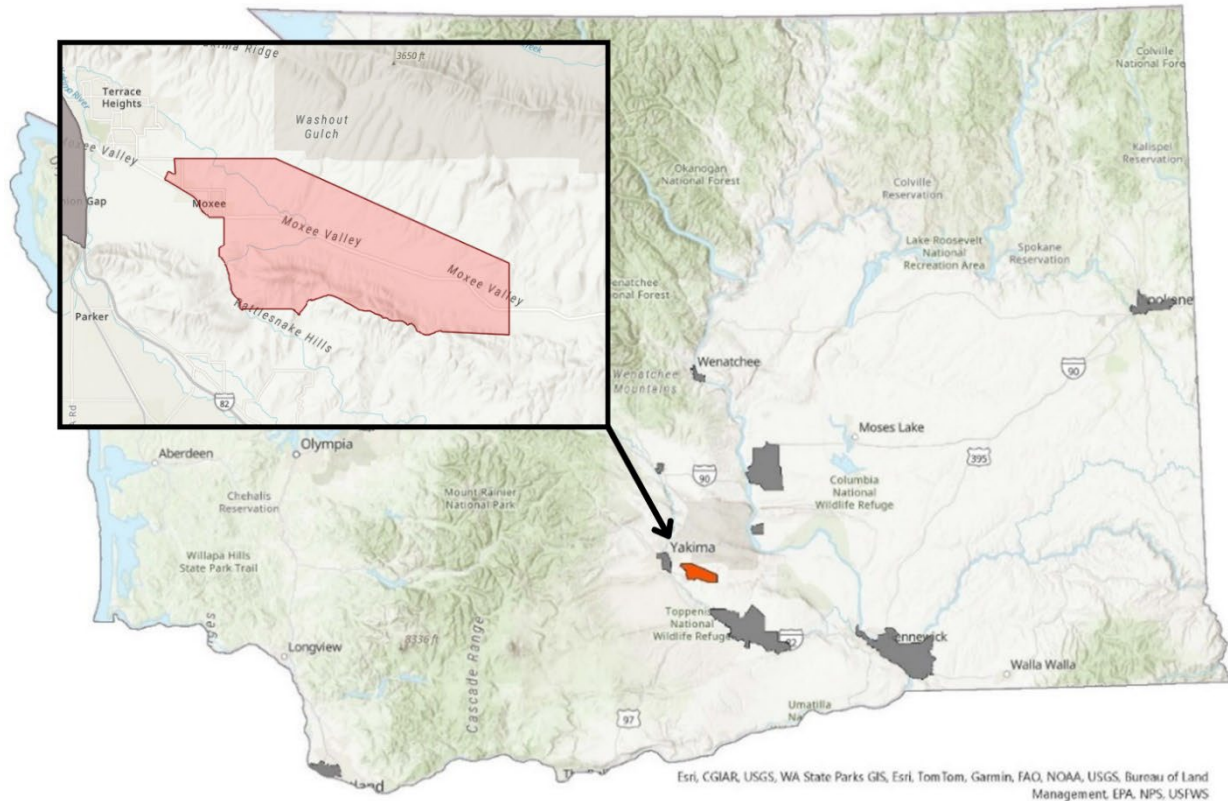 3650 ft
Terrace
Heights
Washout
Gulch
Moxee Valley
Moxee
Moxee Valley
Moxee Valley
Rattlesnake Hills
Parker
82
Colville
Okanogan
National Forest
Colville
Reservation
Kalispel
Reservation
Lake Roosevelt
National
Recreation Area
Spokane
Reservation
Wenatchee
Wenatchee
Mountains
90
Moses Lake
395
Olympia
Aberdeen
Chehalis
Reservation
Mount Rainier
National Park
90
Columbia
National
Wildlife Refuge
Willapa Hills
State Park Trail
Yakima
National
Wildlife Refuge
8336 ft
Longview
Cascade Range
Walla Walla
Umatilla
97
Esri, CGIAR, USGS, WA State Parks GIS, Esri, TomTom, Garmin, FAO, NOAA, USGS, Bureau of Land
Management, EPA, NPS, USFWS